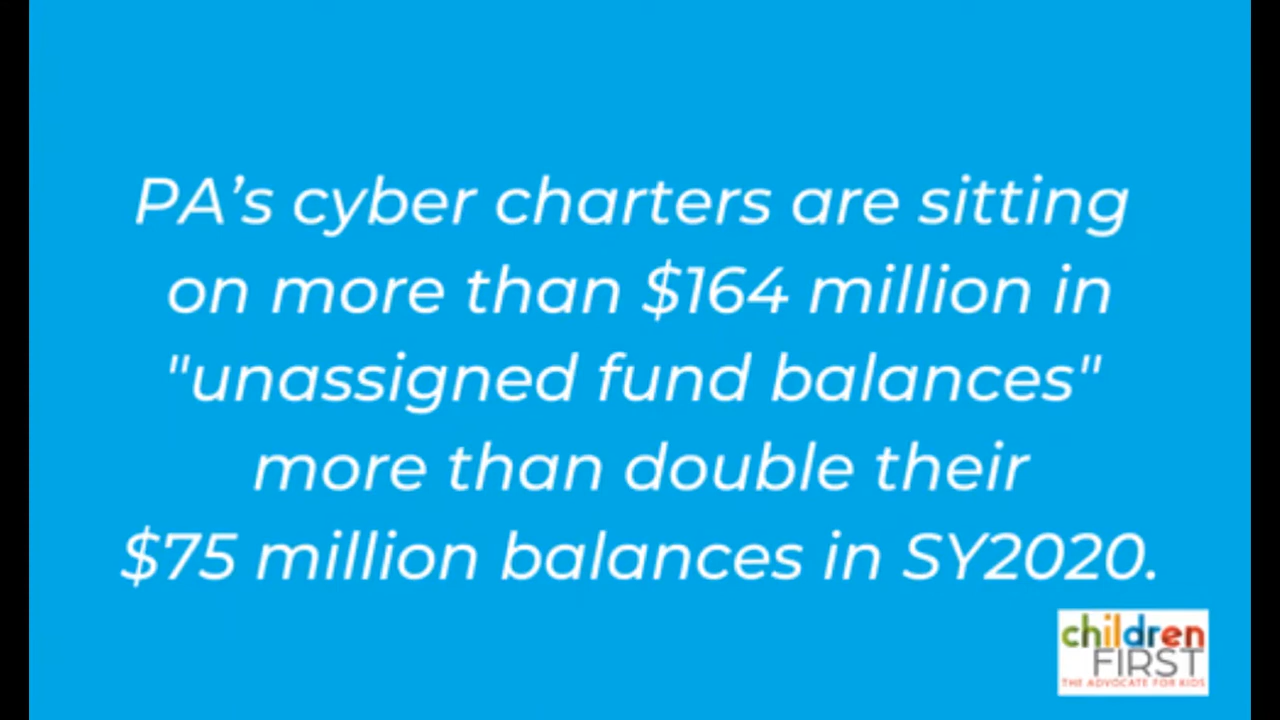 PA’s cyber charters are sitting
on more than $164 million in
"unassigned fund balances"
more than double their
$75 million balances in SY2020.
children
FIRST
THE ADVOCATE FOR KIDS